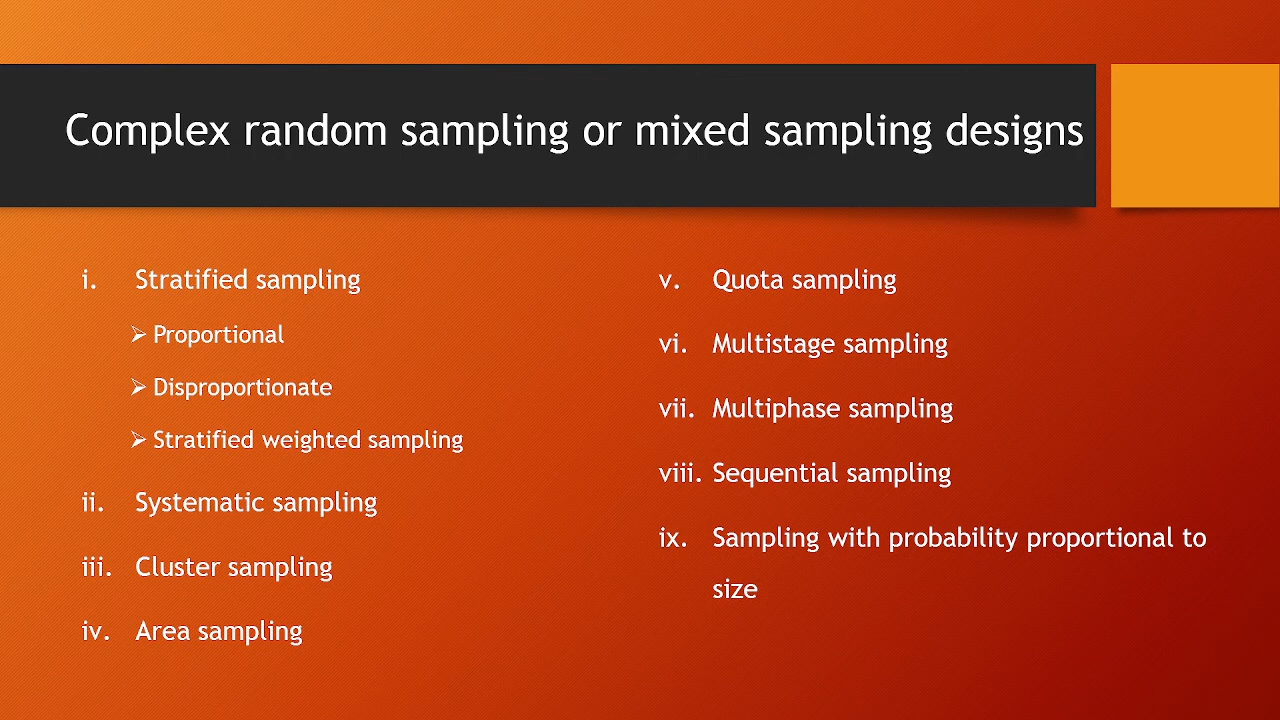 Complex random sampling or mixed sampling designs
i. Stratified sampling
➢ Proportional
➢ Disproportionate
➢ Stratified weighted sampling
ii. Systematic sampling
iii. Cluster sampling
iv. Area sampling
v. Quota sampling
vi. Multistage sampling
vii. Multiphase sampling
viii. Sequential sampling
ix. Sampling with probability proportional to
size